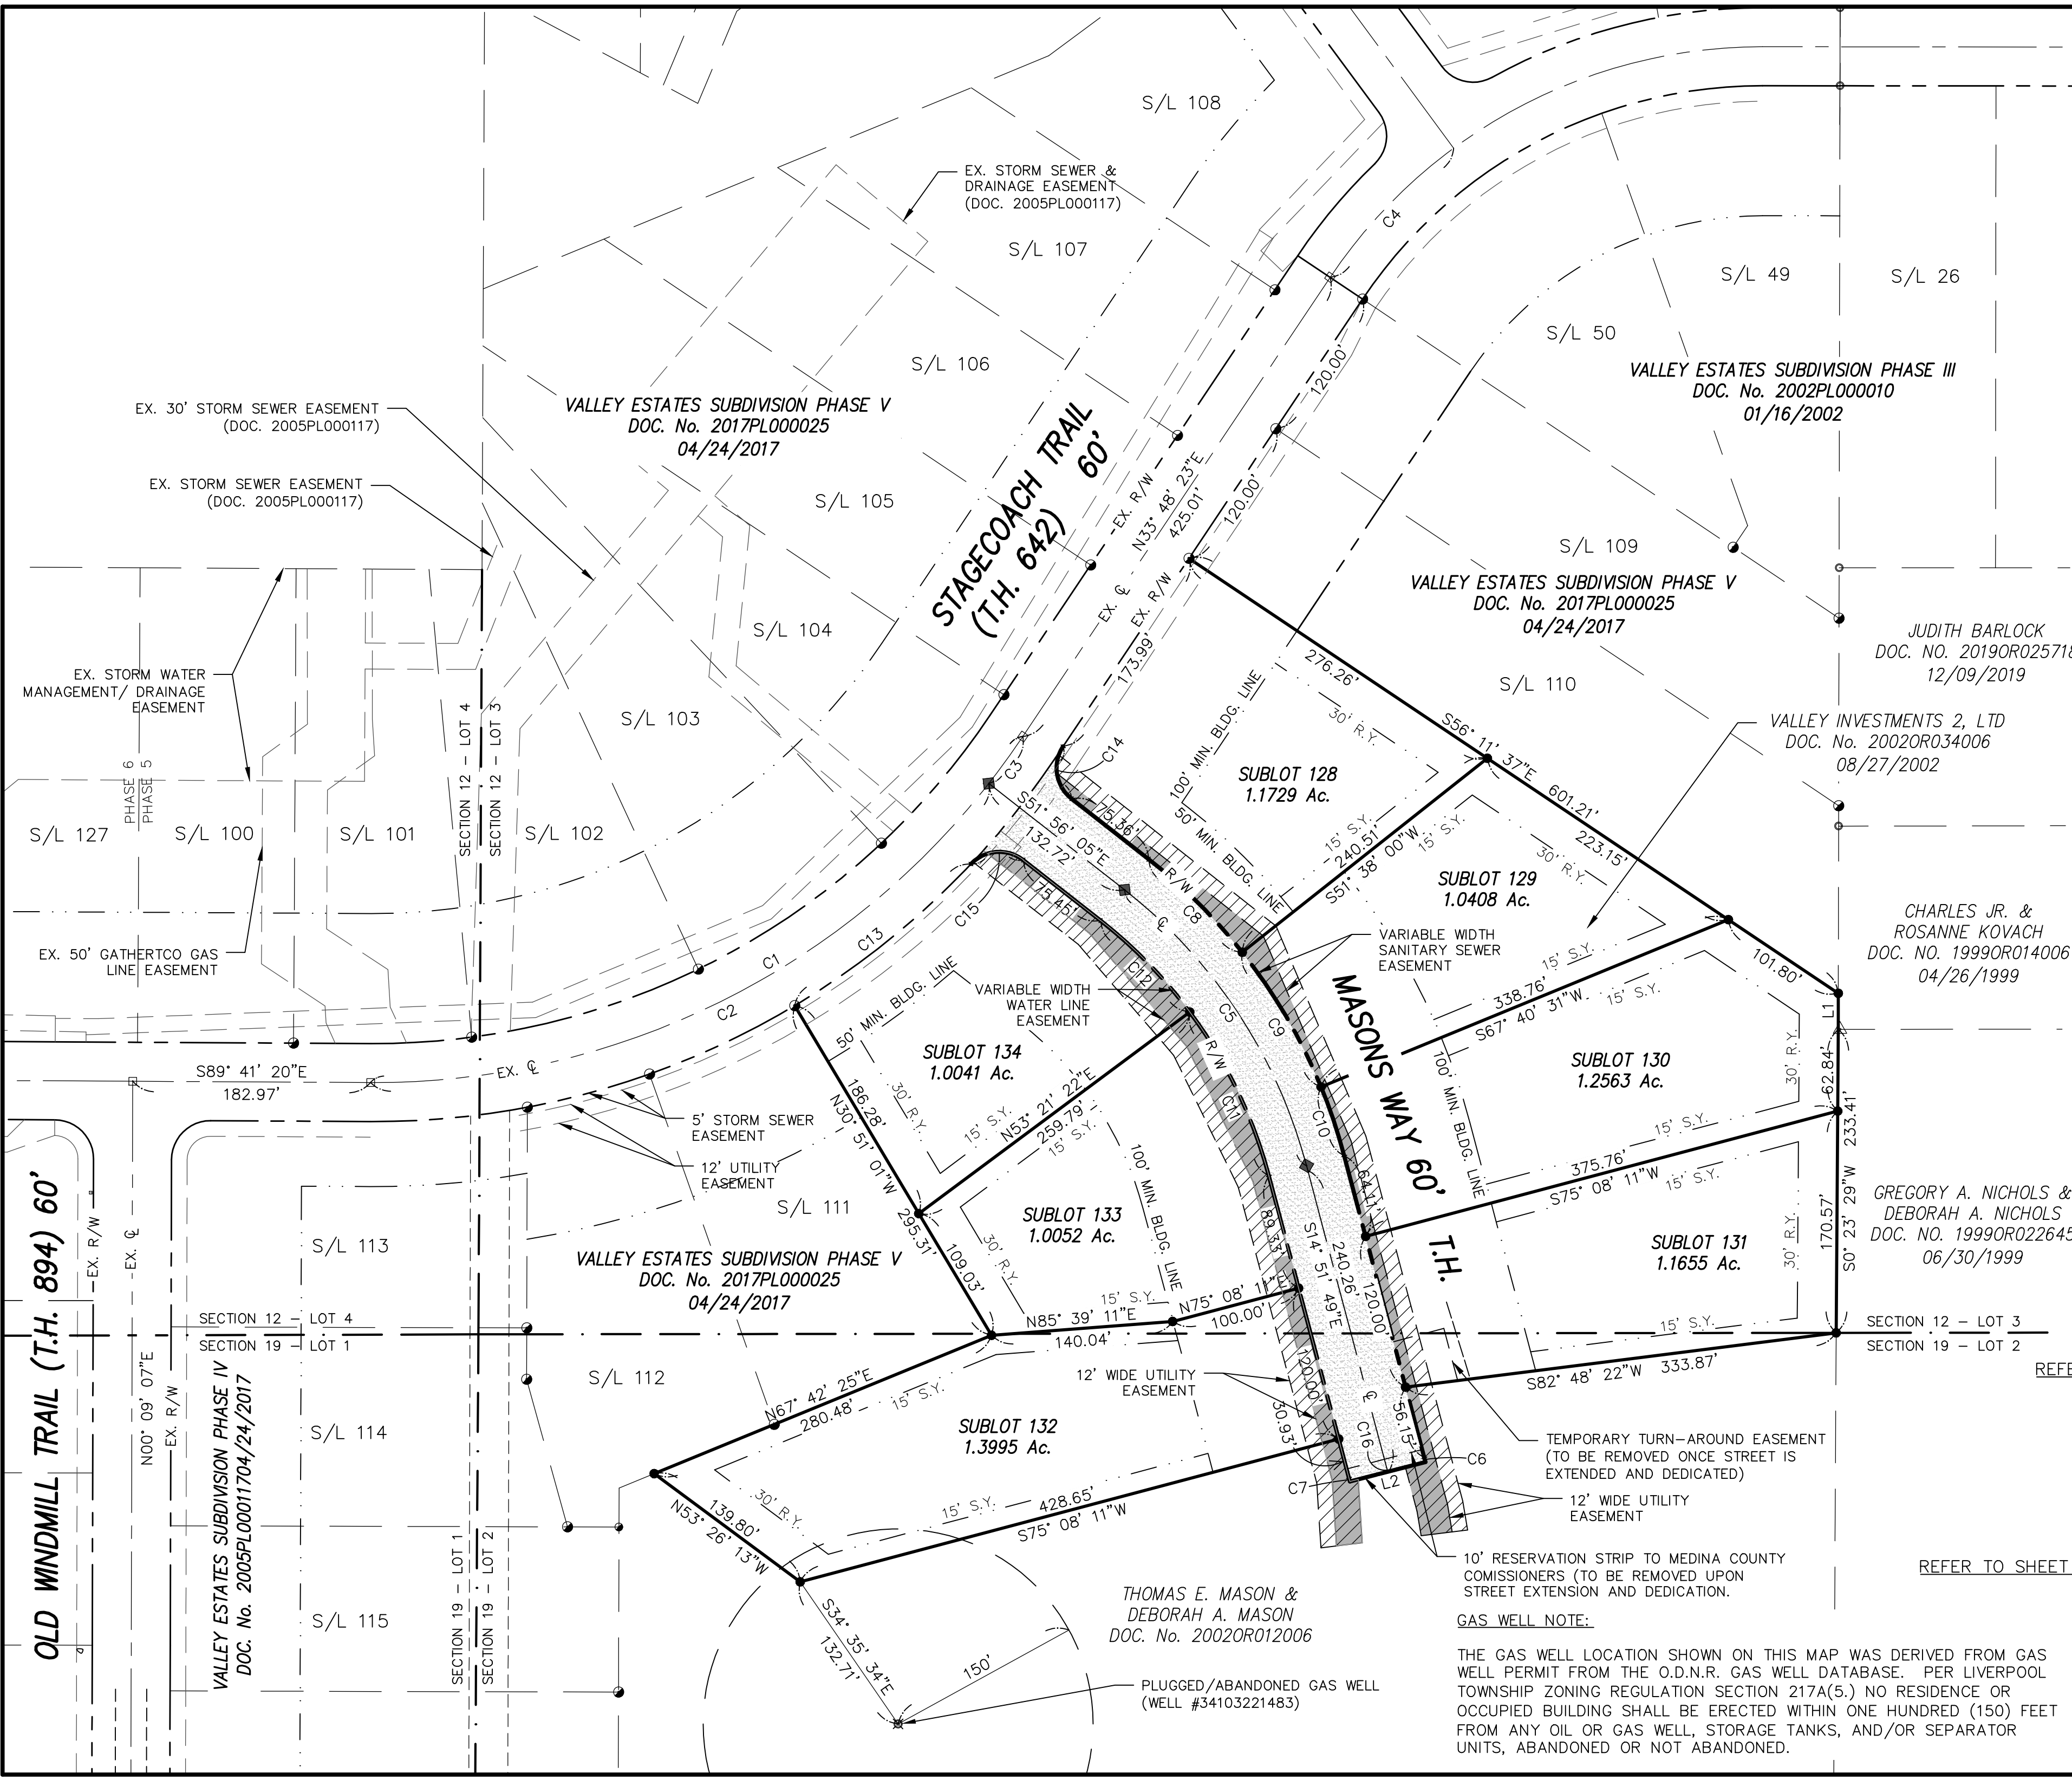 S/L 108
EX. STORM SEWER &
DRAINAGE EASEMENT
(DOC. 2005PL000117)
C4
S/L 107
S/L 49
S/L 26
S/L 50
S/L 106
120.00'
VALLEY ESTATES SUBDIVISION PHASE III
DOC. No. 2002PL000010
01/16/2002
EX. 30' STORM SEWER EASEMENT
(DOC. 2005PL000117)
VALLEY ESTATES SUBDIVISION PHASE V
DOC. No. 2017PL000025
04/24/2017
STAGECOACH TRAIL
60'
(T.H. 642)
EX. STORM SEWER EASEMENT
(DOC. 2005PL000117)
S/L 105
EX. R/W
N33° 48' 23"E
425.01'
120.00'
S/L 109
VALLEY ESTATES SUBDIVISION PHASE V
DOC. No. 2017PL000025
04/24/2017
EX. ℄
EX. R/W
173.99'
S/L 104
JUDITH BARLOCK
DOC. NO. 2019OR025718
12/09/2019
EX. STORM WATER
MANAGEMENT/ DRAINAGE
EASEMENT
276.26'
S/L 110
S/L 103
SECTION 12 - LOT 4
SECTION 12 - LOT 3
100' MIN. BLDG. LINE
30' R.Y.
S56° 11' 37"E
VALLEY INVESTMENTS 2, LTD
DOC. No. 2002OR034006
08/27/2002
C3
C14
PHASE 6
PHASE 5
SUBLOT 128
1.1729 Ac.
601.21'
S/L 127
S/L 100
S/L 101
S/L 102
S51° 56' 05"E
132.72'
75.36'
50' MIN. BLDG. LINE
15' S.Y.
240.51'
S51° 38' 00"W
15' S.Y.
223.15'
30' R.Y.
R/W
75.45'
SUBLOT 129
1.0408 Ac.
C15
C8
℄
C13
EX. 50' GATHERTCO GAS
LINE EASEMENT
C1
VARIABLE WIDTH
SANITARY SEWER
EASEMENT
CHARLES JR. &
ROSANNE KOVACH
DOC. NO. 1999OR014006
04/26/1999
C12
15' S.Y.
101.80'
VARIABLE WIDTH
WATER LINE
EASEMENT
MASONS WAY 60'
338.76'
S67° 40' 31"W
15' S.Y.
L1
C2
50' MIN. BLDG. LINE
C5
C9
SUBLOT 134
1.0041 Ac.
R/W
SUBLOT 130
1.2563 Ac.
S89° 41' 20"E
182.97'
EX. ℄
186.28'
N30° 51' 01"W
30' R.Y.
15' S.Y.
N53° 21' 22"E
259.79'
15' S.Y.
C11
C10
100' MIN. BLDG. LINE
30' R.Y.
62.84'
5' STORM SEWER
EASEMENT
12' UTILITY
EASEMENT
100' MIN. BLDG. LINE
15' S.Y.
233.41'
375.76'
S75° 08' 11"W
15' S.Y.
64.11'
S/L 111
295.31'
SUBLOT 133
1.0052 Ac.
89.33'
S14° 51' 49"E
240.26'
T.H.
GREGORY A. NICHOLS &
DEBORAH A. NICHOLS
DOC. NO. 1999OR022645
06/30/1999
OLD WINDMILL TRAIL (T.H. 894) 60'
EX. R/W
EX. ℄
S/L 113
109.03'
30' R.Y.
SUBLOT 131
1.1655 Ac.
30' R.Y.
170.57'
S0° 23' 29"W
VALLEY ESTATES SUBDIVISION PHASE V
DOC. No. 2017PL000025
04/24/2017
15' S.Y.
N75° 08' 11"
100.00'
120.00'
SECTION 12 - LOT 4
SECTION 19 - LOT 1
N85° 39' 11"E
140.04'
15' S.Y.
SECTION 12 - LOT 3
SECTION 19 - LOT 2
N00° 09' 07"E
EX. R/W
VALLEY ESTATES SUBDIVISION PHASE IV
DOC. No. 2005PL00011704/24/2017
S/L 112
12' WIDE UTILITY
EASEMENT
120.00'
S82° 48' 22"W 333.87'
REFE
N67° 42' 25"E
280.48'
15' S.Y.
℄
S/L 114
SUBLOT 132
1.3995 Ac.
30.93'
C16
56.15'
TEMPORARY TURN-AROUND EASEMENT
(TO BE REMOVED ONCE STREET IS
EXTENDED AND DEDICATED)
C6
C7
L2
139.80'
N53° 26' 13"W
30' R.Y.
15' S.Y.
428.65'
S75° 08' 11"W
12' WIDE UTILITY
EASEMENT
SECTION 19 - LOT 1
SECTION 19 - LOT 2
10' RESERVATION STRIP TO MEDINA COUNTY
COMISSIONERS (TO BE REMOVED UPON
STREET EXTENSION AND DEDICATION.
REFER TO SHEET
S/L 115
S34° 35' 34"E
132.71'
THOMAS E. MASON &
DEBORAH A. MASON
DOC. No. 2002OR012006
GAS WELL NOTE:
150'
PLUGGED/ABANDONED GAS WELL
(WELL #34103221483)
THE GAS WELL LOCATION SHOWN ON THIS MAP WAS DERIVED FROM GAS
WELL PERMIT FROM THE O.D.N.R. GAS WELL DATABASE. PER LIVERPOOL
TOWNSHIP ZONING REGULATION SECTION 217A(5.) NO RESIDENCE OR
OCCUPIED BUILDING SHALL BE ERECTED WITHIN ONE HUNDRED (150) FEET
FROM ANY OIL OR GAS WELL, STORAGE TANKS, AND/OR SEPARATOR
UNITS, ABANDONED OR NOT ABANDONED.